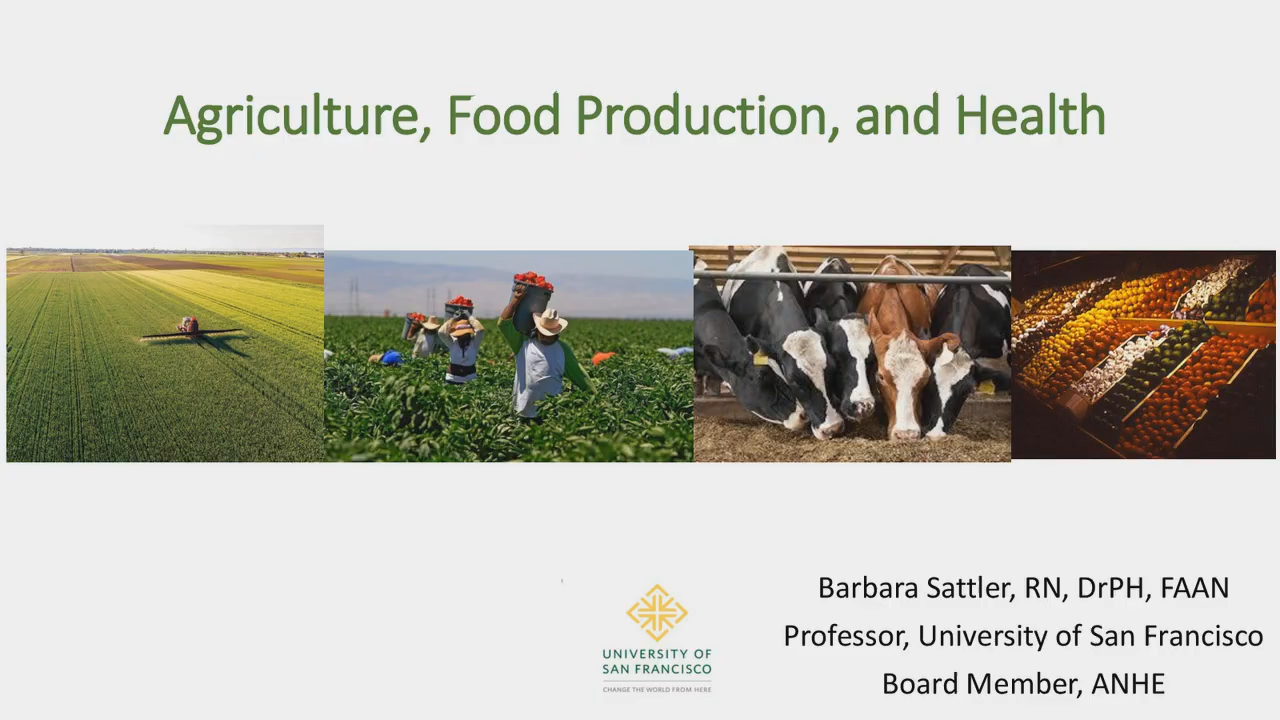 Agriculture, Food Production, and Health
Barbara Sattler, RN, DrPH, FAAN
Professor, University of San Francisco
Board Member, ANHE
UNIVERSITY OF
SAN FRANCISCO
CHANGE THE WORLD FROM HERE